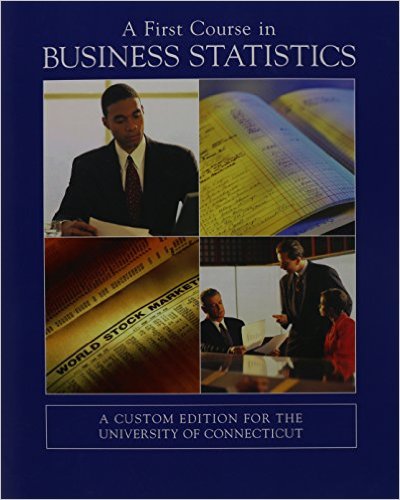 A First Course in
BUSINESS STATISTICS
WORLD STOCK MARKET
A CUSTOM EDITION FOR THE
UNIVERSITY OF CONNECTICUT